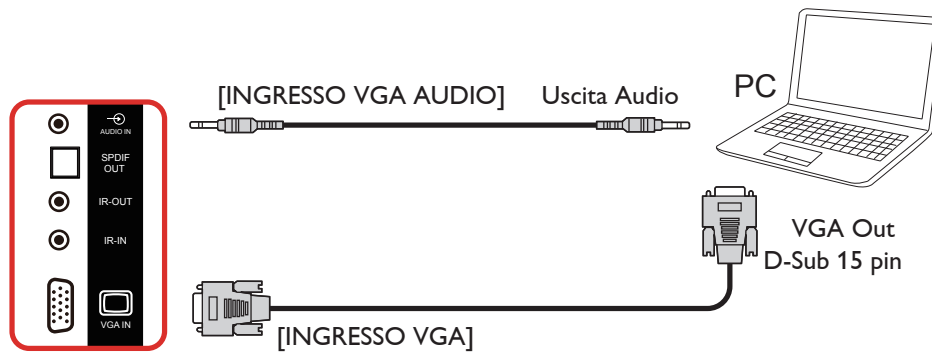 [INGRESSO VGA AUDIO]
Uscita Audio
PC
AUDIO IN
SPDIF
OUT
IR-OUT
IR-IN
VGA IN
VGA Out
D-Sub 15 pin
[INGRESSO VGA]